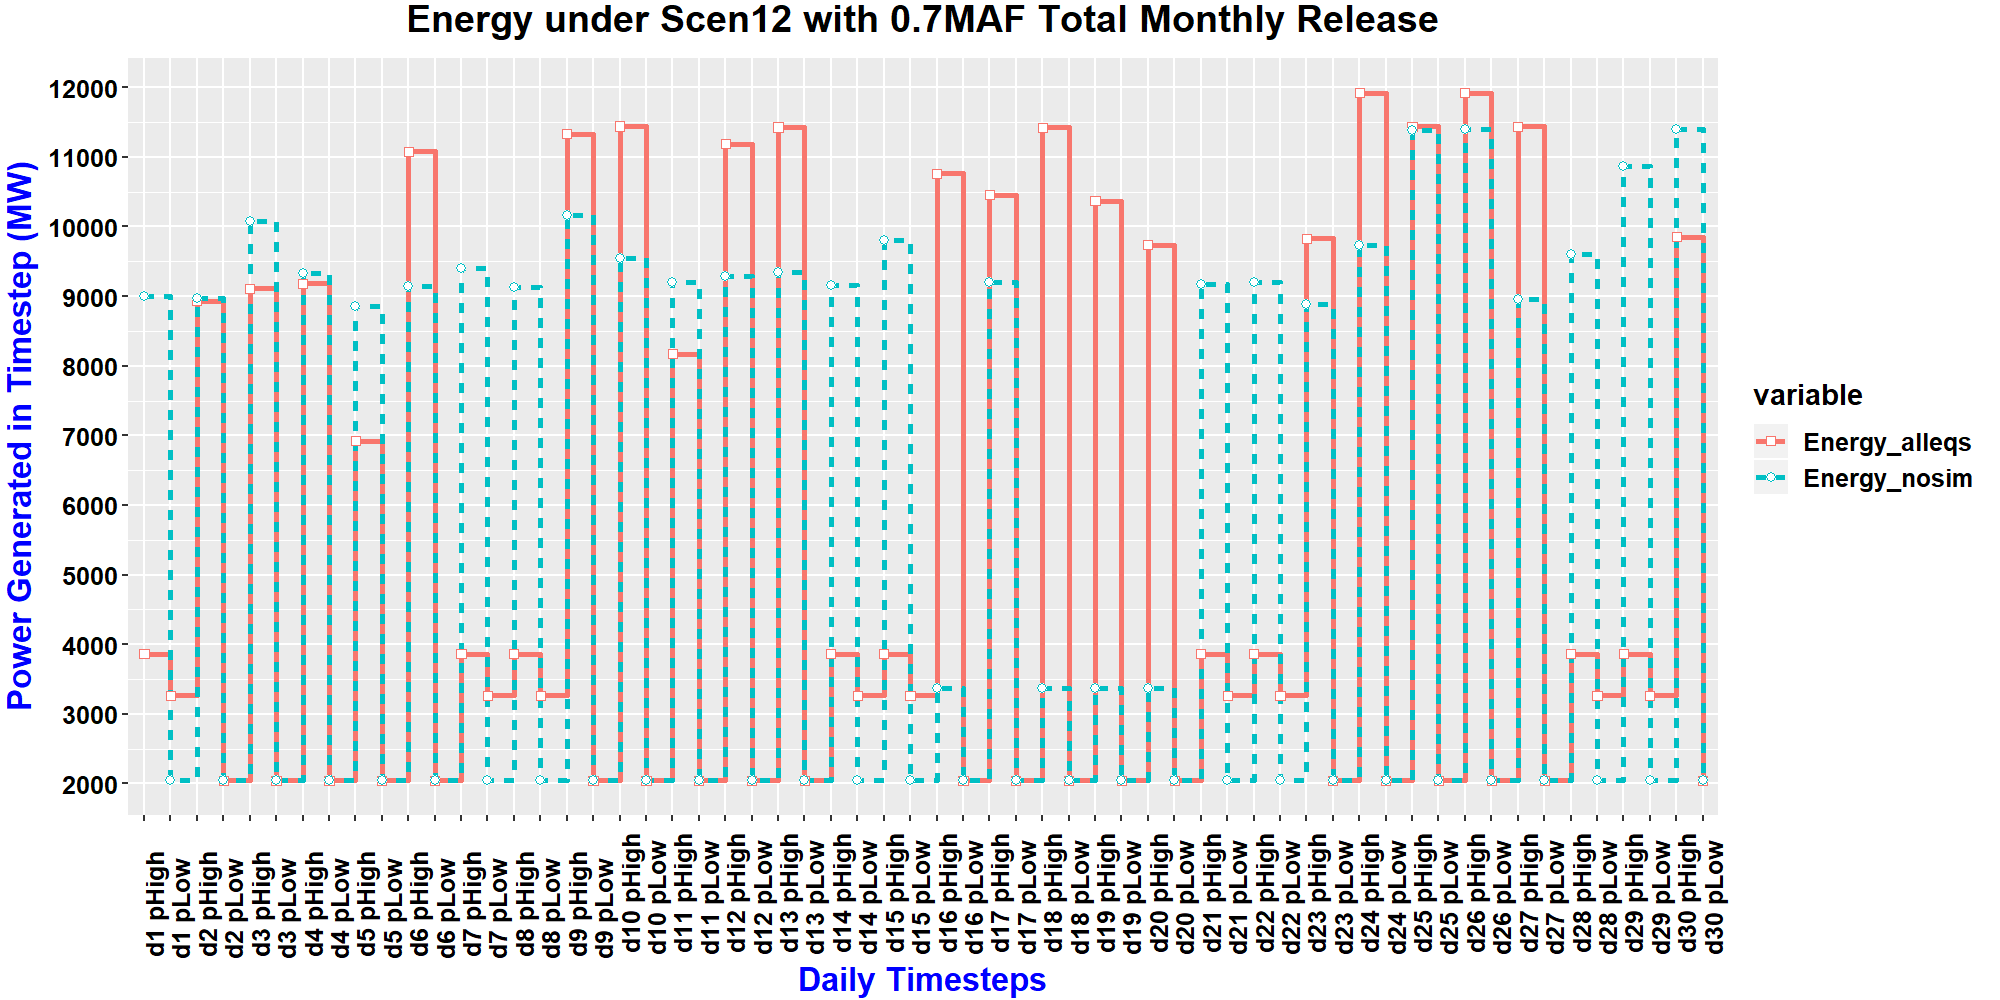 Energy under Scen12 with 0.7MAF Total Monthly Release
Power Generated in Timestep (MW)
12000
11000
10000
9000
8000
7000
6000
5000
4000
3000
2000
d1 pHigh
d1 pLow
d2 pHigh
d2 pLow
d3 pHigh
d3 pLow
d4 pHigh
d4 pLow
d5 pHigh
d5 pLow
d6 pHigh
d6 pLow
d7 pHigh
d7 pLow
d8 pHigh
d8 pLow
d9 pHigh
d9 pLow
d10 pHigh
d10 pLow
d11 pHigh
d11 pLow
d12 pHigh
d12 pLow
d13 pHigh
d13 pLow
d14 pHigh
d14 pLow
d15 pHigh
d15 pLow
d16 pHigh
d16 pLow
d17 pHigh
d17 pLow
d18 pHigh
d18 pLow
d19 pHigh
d19 pLow
d20 pHigh
d20 pLow
d21 pHigh
d21 pLow
d22 pHigh
d22 pLow
d23 pHigh
d23 pLow
d24 pHigh
d24 pLow
d25 pHigh
d25 pLow
d26 pHigh
d26 pLow
d27 pHigh
d27 pLow
d28 pHigh
d28 pLow
d29 pHigh
d29 pLow
d30 pHigh
d30 pLow
Daily Timesteps
variable
Energy_alleqs
Energy_nosim